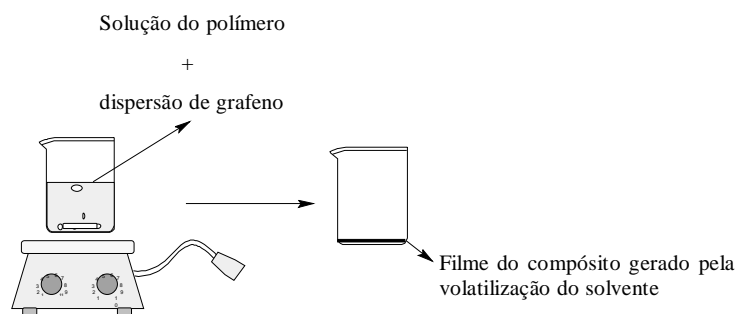 Solução do polímero
+
dispersão de grafeno
Filme do compósito gerado pela
volatilização do solvente